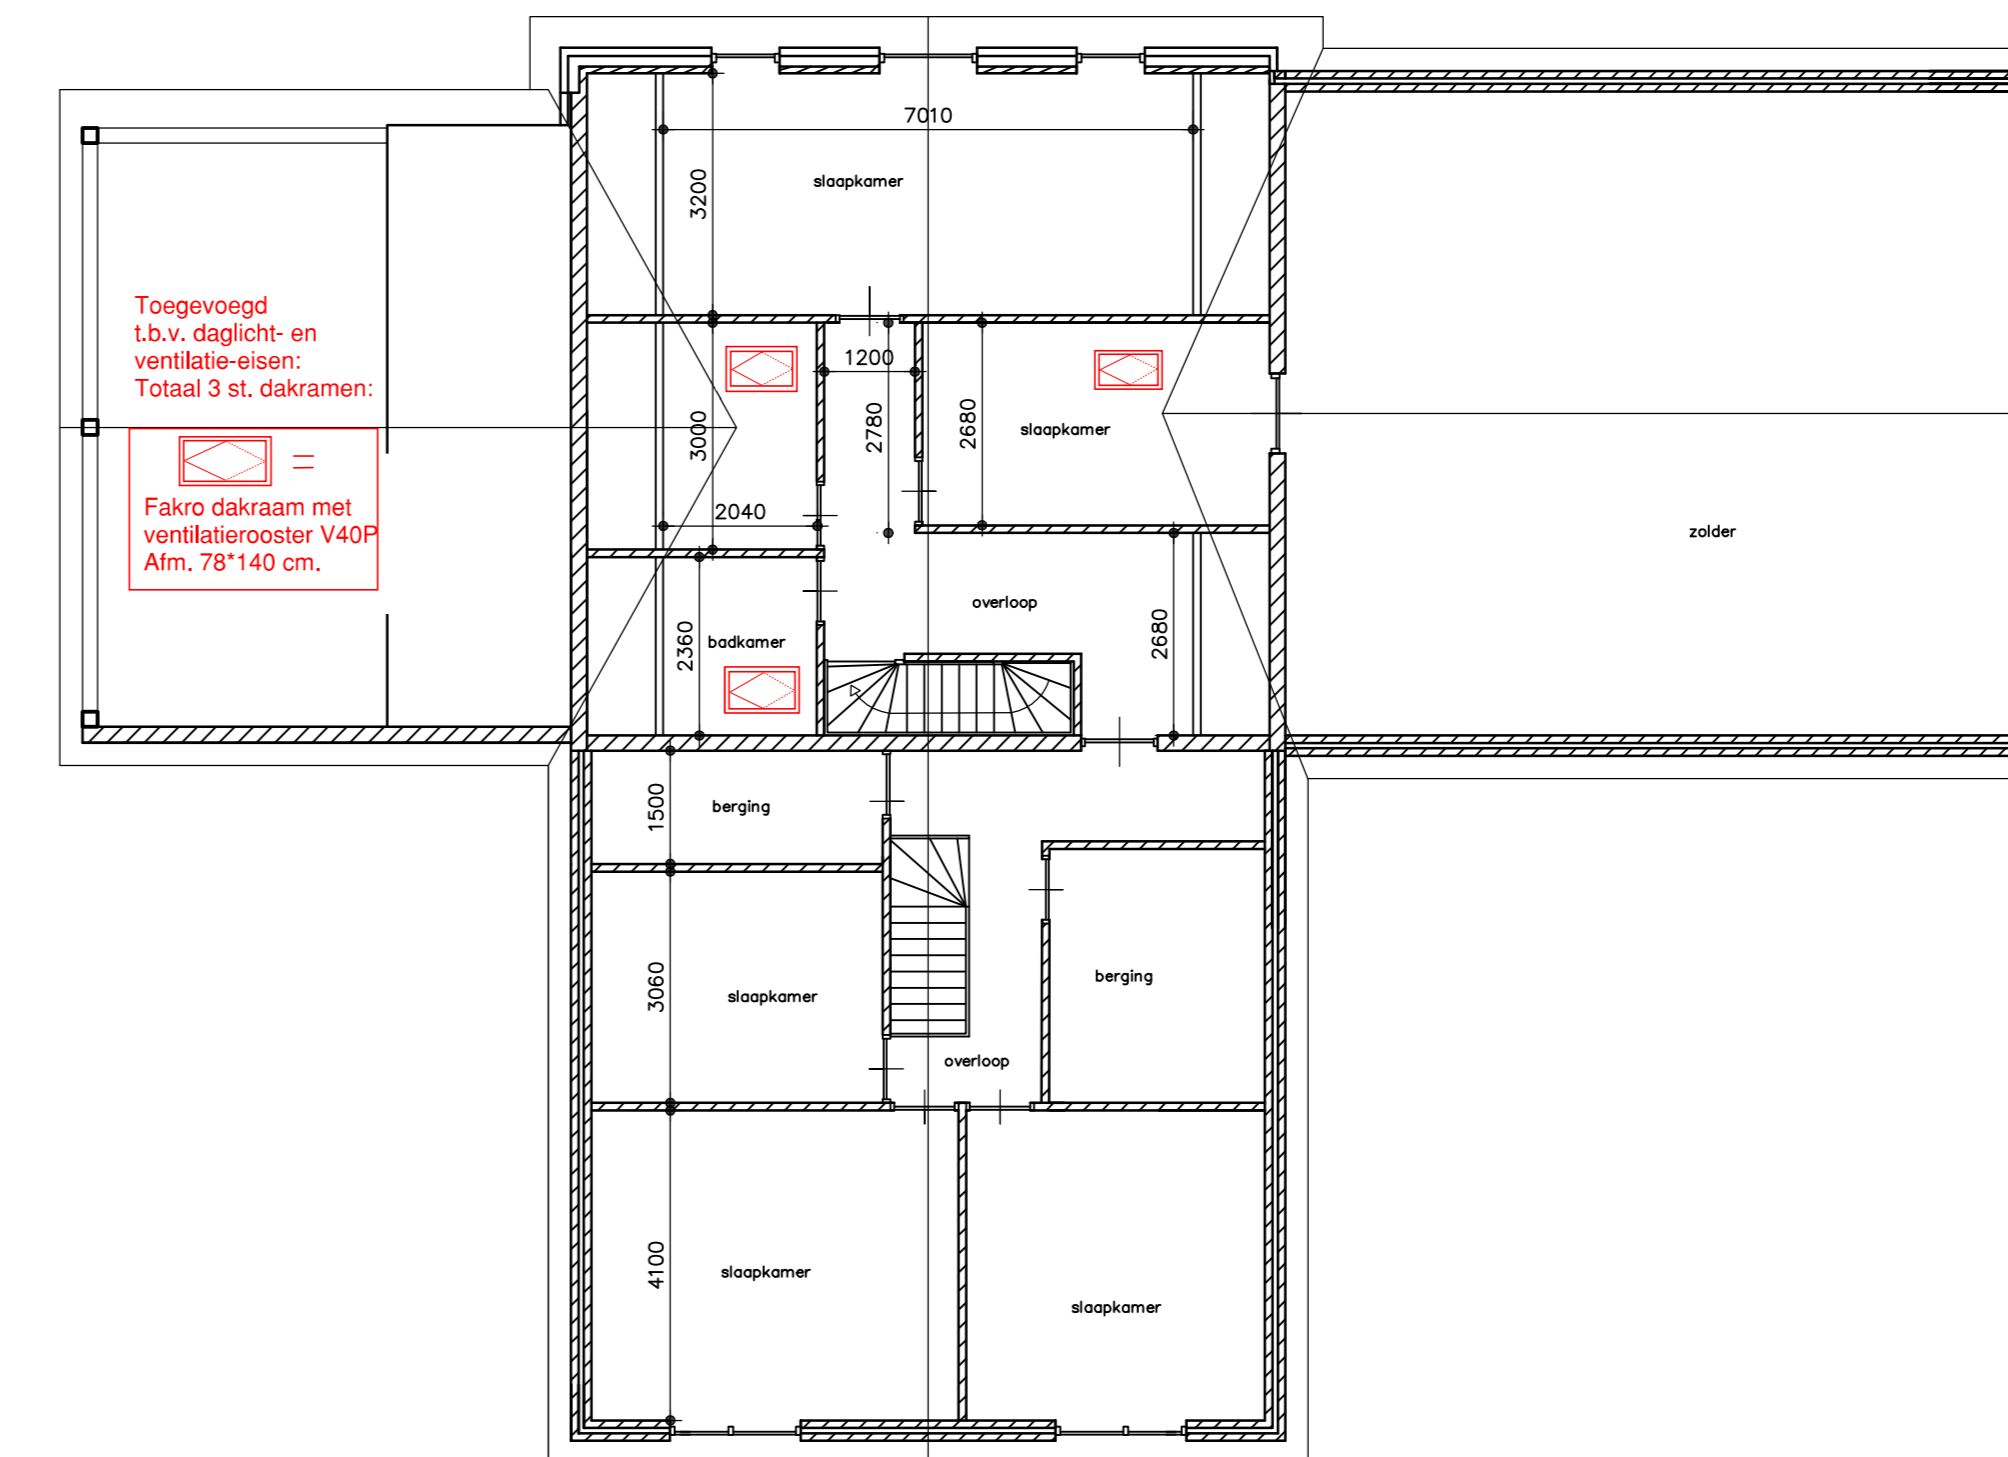 7010
slaapkamer
3200
Toegevoegd
t.b.v. daglicht- en
ventilatie-eisen:
Totaal 3 st. dakramen:
1200
3000
2780
2680
slaapkamer
=
Fakro dakraam met
ventilatierooster V40P
Afm. 78*140 cm.
2040
zolder
overloop
2360
badkamer
2680
1500
berging
3060
slaapkamer
berging
overloop
4100
slaapkamer
slaapkamer